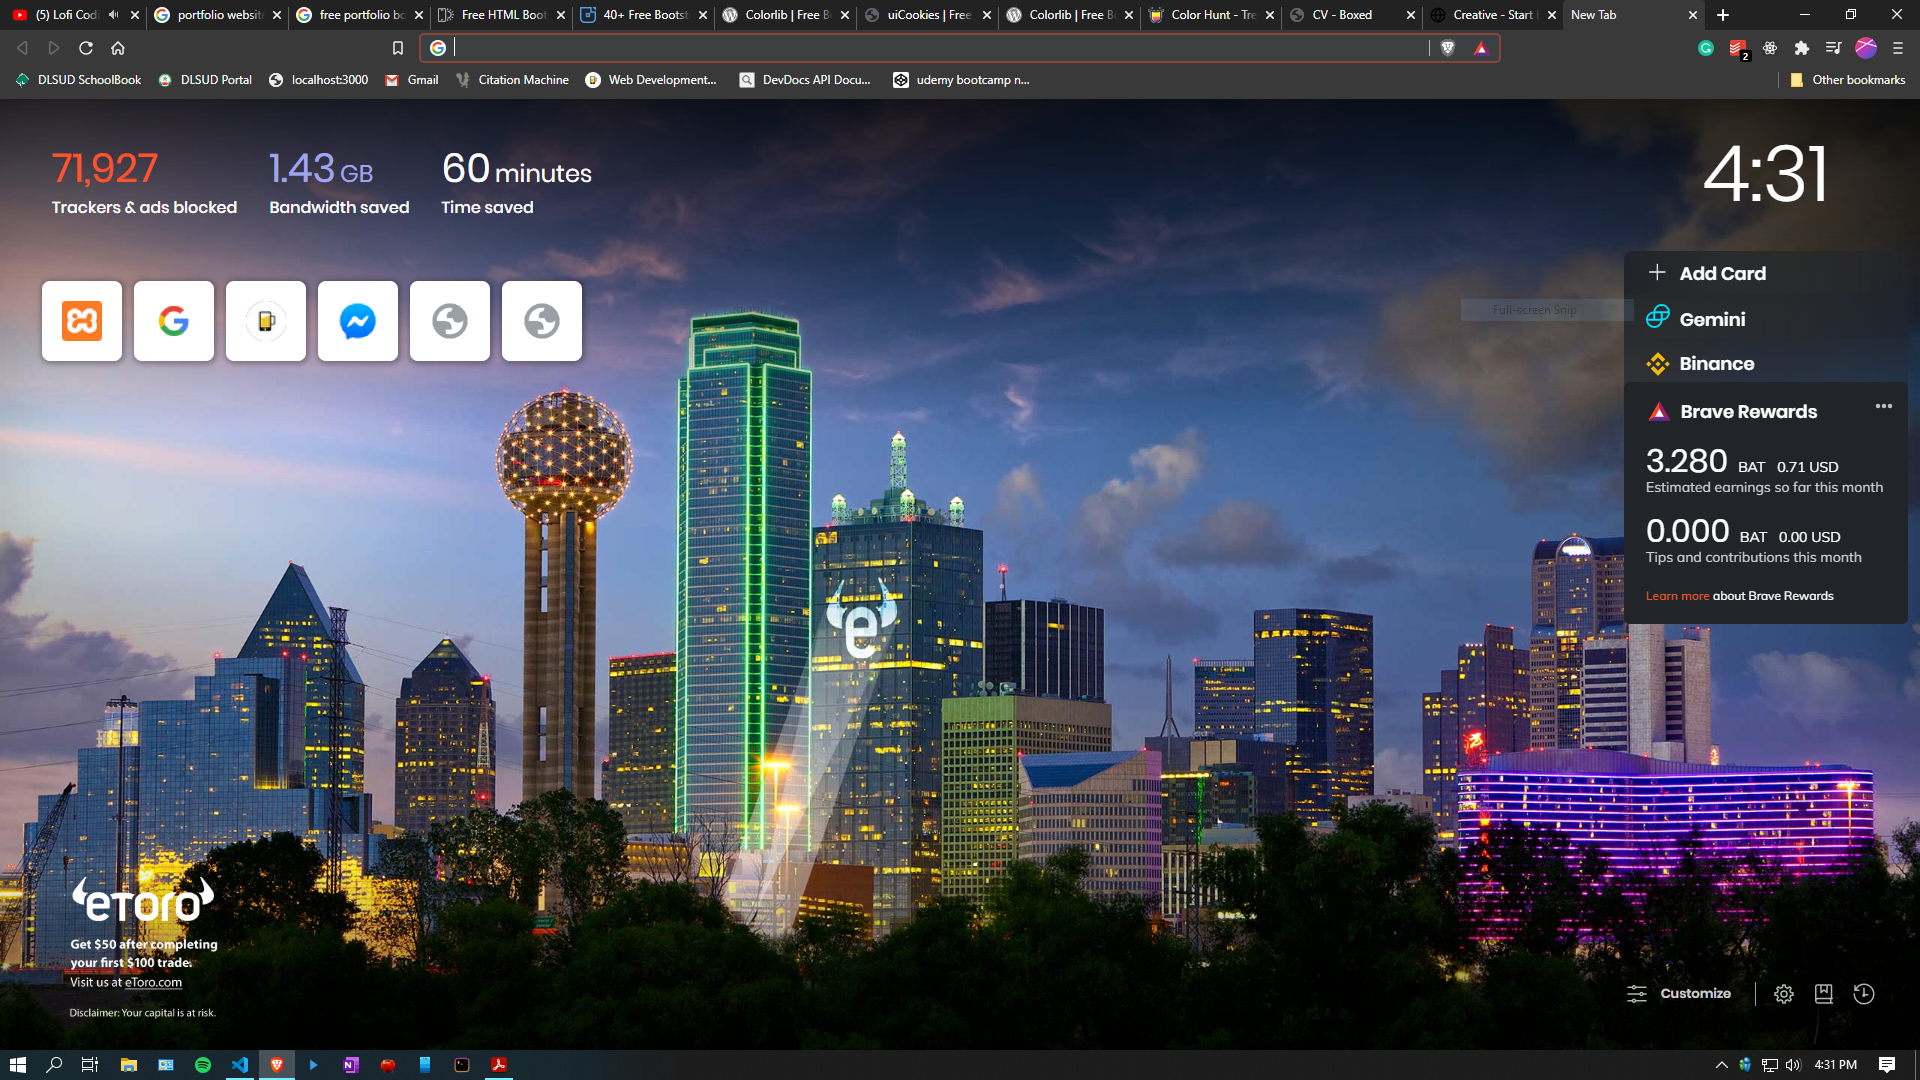 (5) Lofi Codi
portfolio website
free portfolio bo
Free HTML Boot
40+ Free Bootst
Colorlib | Free B
uiCookies | Free
Colorlib | Free B
Color Hunt - Tre
CV - Boxed
Creative - Start
New Tab
2
DLSUD SchoolBook
DLSUD Portal
localhost:3000
Gmail
Citation Machine
Web Development...
DevDocs API Docu...
udemy bootcamp n...
Other bookmarks
71,927
Trackers & ads blocked
1.43 GB
Bandwidth saved
60 minutes
Time saved
4:31
Add Card
Full-screen Snip
Gemini
Binance
Brave Rewards
3.280 BAT 0.71 USD
Estimated earnings so far this month
0.000 BAT 0.00 USD
Tips and contributions this month
Learn more about Brave Rewards
e
eToro
Get $50 after completing
your first $100 trade.
Visit us at eToro.com
Disclaimer: Your capital is at risk.
Customize
4:31 PM